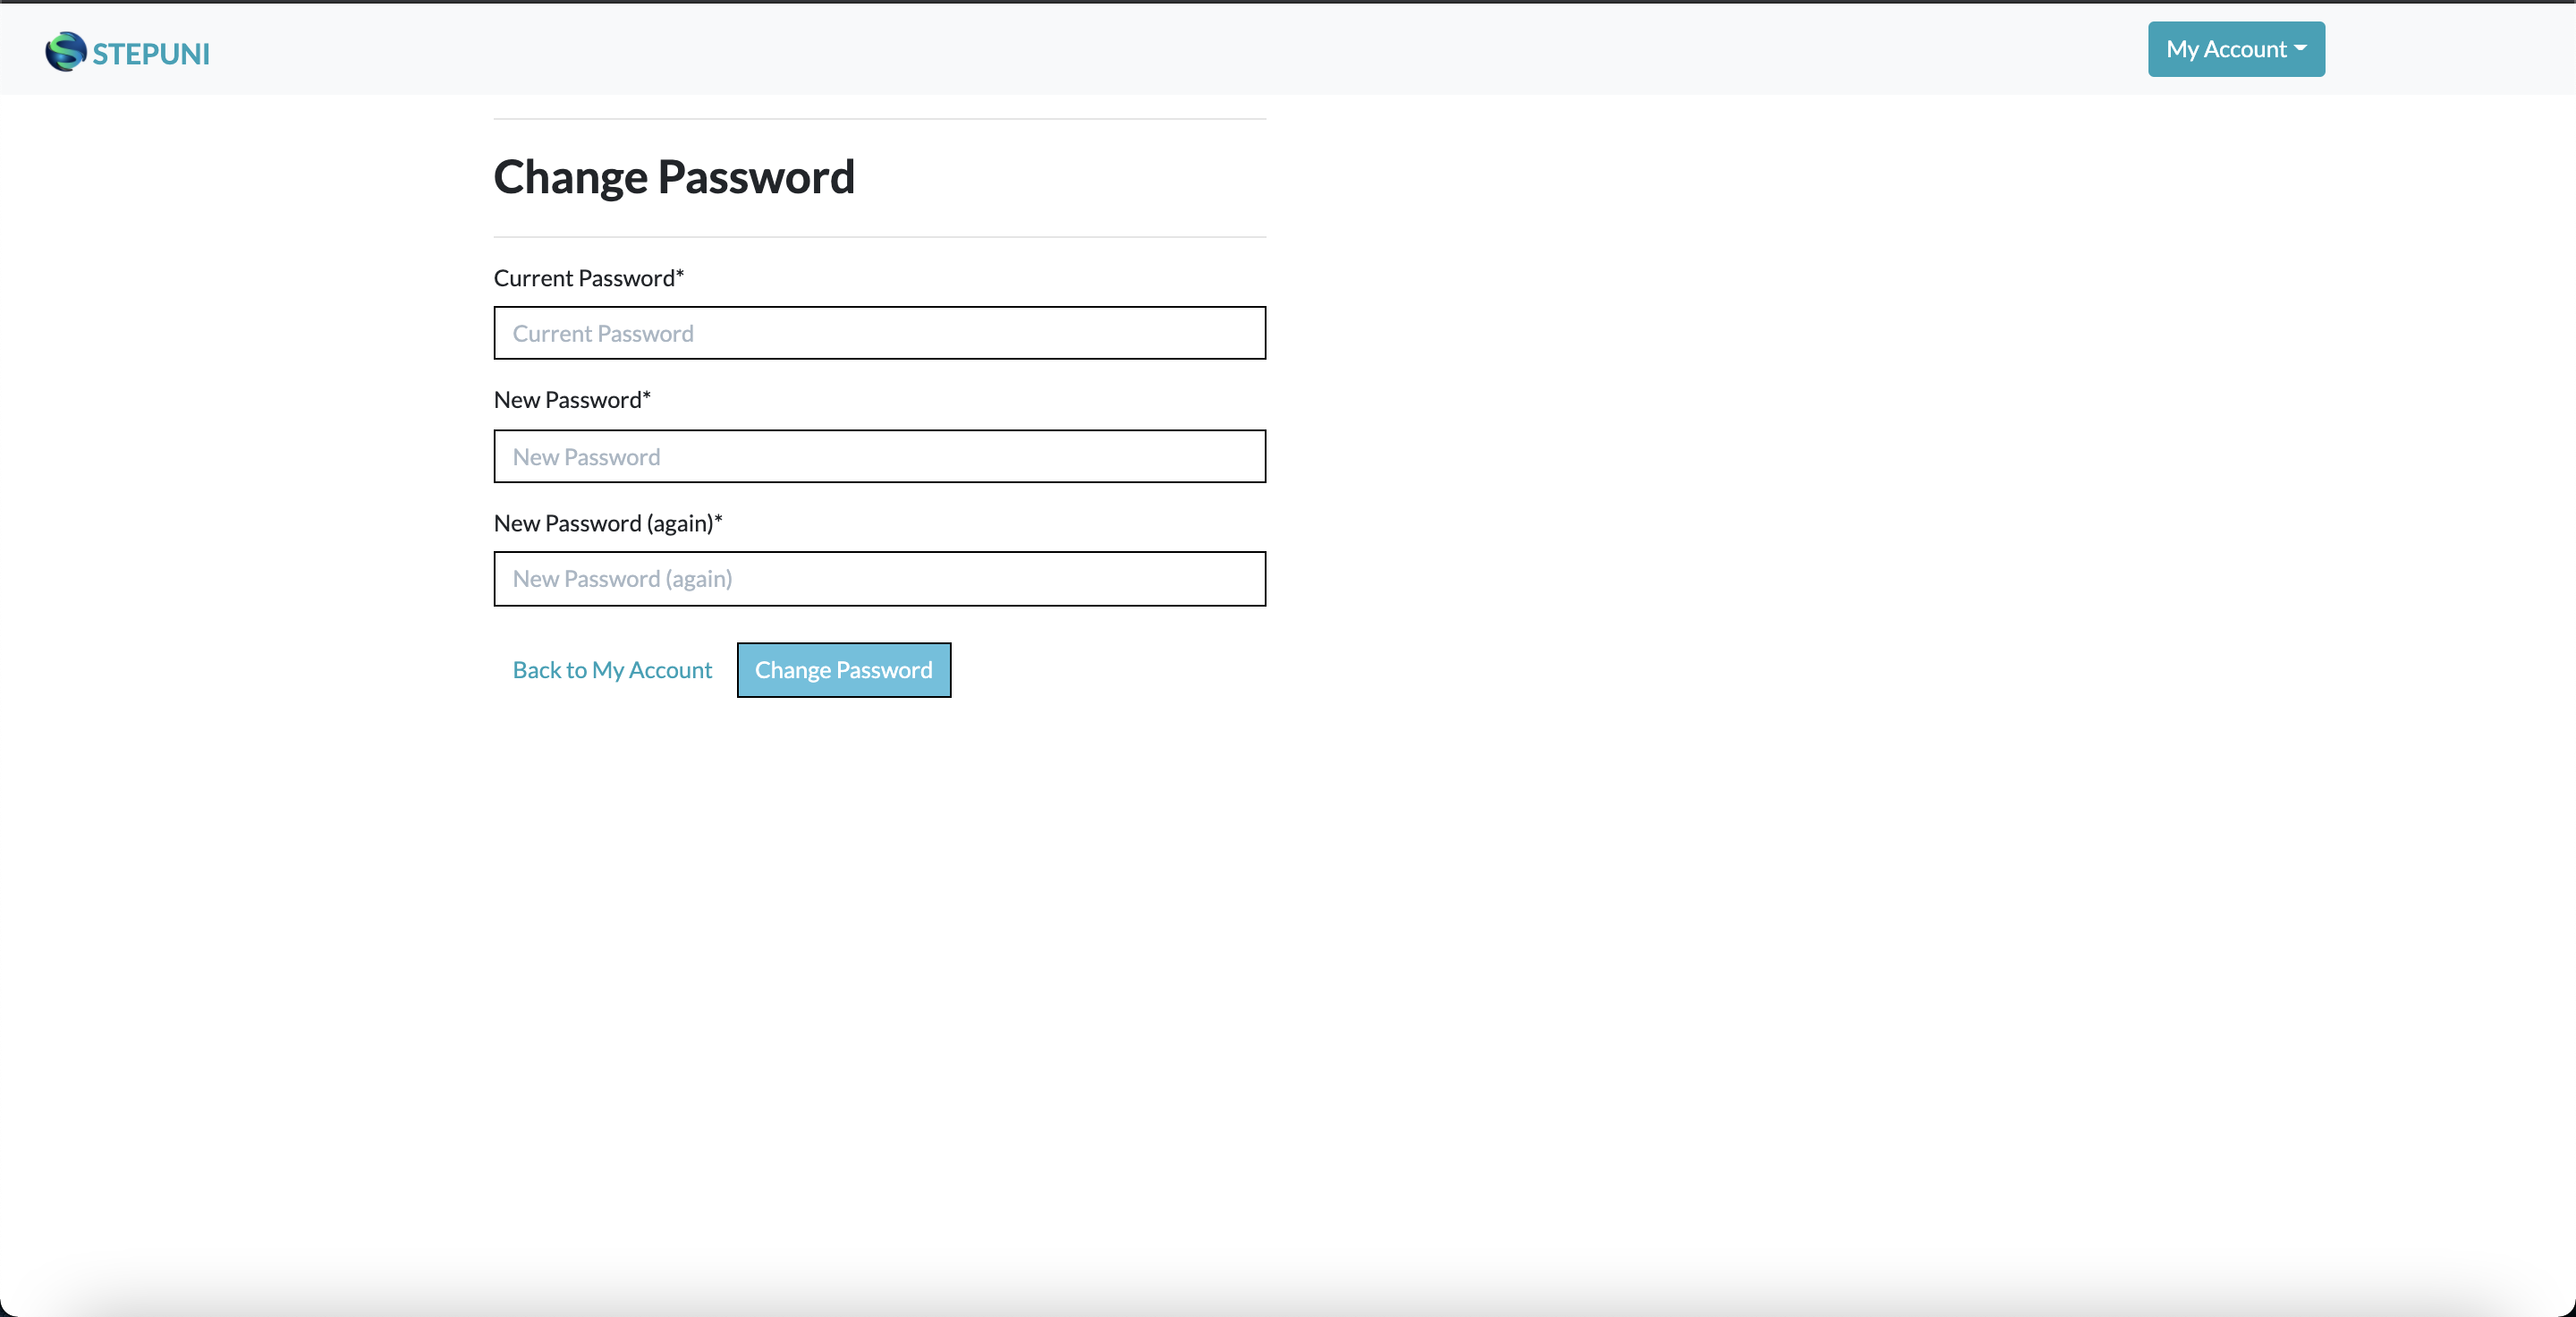 STEPUNI
My Account
Change Password
Current Password*
Current Password
New Password*
New Password
New Password (again)*
New Password (again)
Back to My Account
Change Password